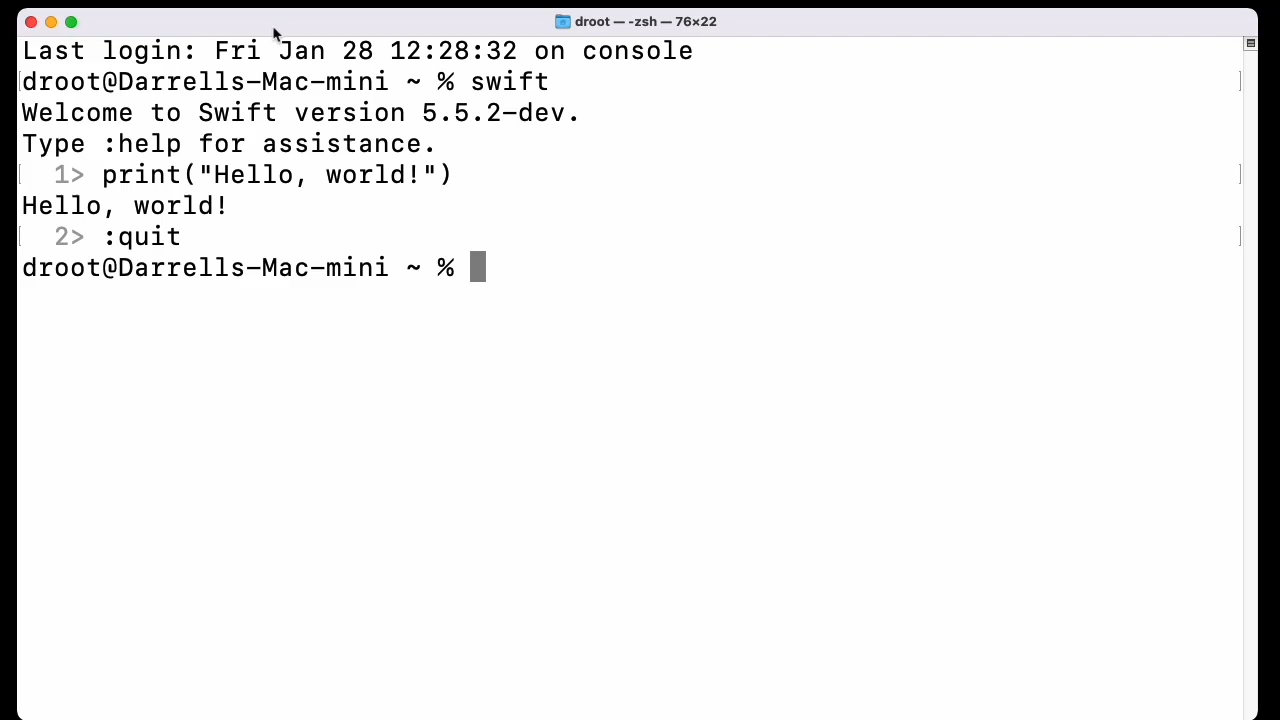 droot — -zsh — 76×22
Last login: Fri Jan 28 12:28:32 on console
droot@Darrells-Mac-mini ~ % swift
Welcome to Swift version 5.5.2-dev.
Type :help for assistance.
1> print("Hello, world!")
Hello, world!
2> :quit
droot@Darrells-Mac-mini ~ %